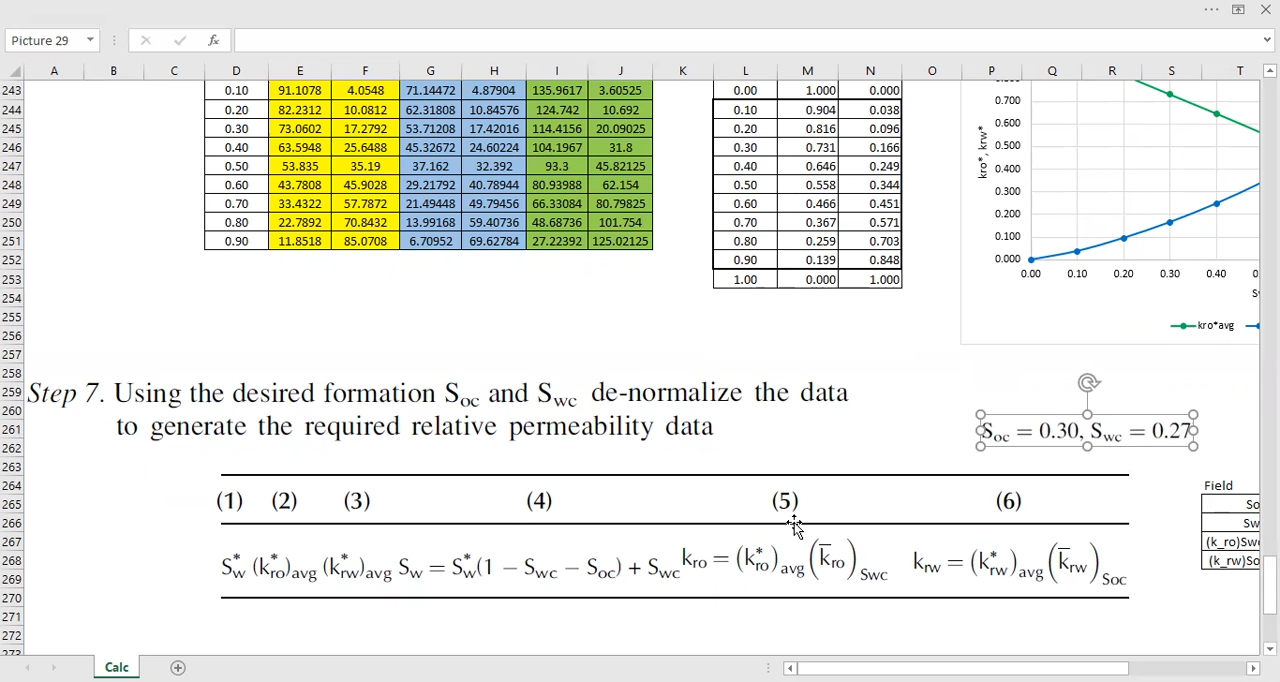 Picture 29
fx
A B C D E F G H I J K L M N O P Q R S T
243 0.10 91.1078 4.0548 71.14472 4.87904 135.9617 3.60525 0.00 1.000 0.000
244 0.20 82.2312 10.0812 62.31808 10.84576 124.742 10.692 0.10 0.904 0.038
245 0.30 73.0602 17.2792 53.71208 17.42016 114.4156 20.09025 0.20 0.816 0.096
246 0.40 63.5948 25.6488 45.32672 24.60224 104.1967 31.8 0.30 0.731 0.166
247 0.50 53.835 35.19 37.162 32.392 93.3 45.82125 0.40 0.646 0.249
248 0.60 43.7808 45.9028 29.21792 40.78944 80.93988 62.154 0.50 0.558 0.344
249 0.70 33.4322 57.7872 21.49448 49.79456 66.33084 80.79825 0.60 0.466 0.451
250 0.80 22.7892 70.8432 13.99168 59.40736 48.68736 101.754 0.70 0.367 0.571
251 0.90 11.8518 85.0708 6.70952 69.62784 27.22392 125.02125 0.80 0.259 0.703
252 0.90 0.139 0.848
253 1.00 0.000 1.000
254
255
256
257
258
259
260
261
262
263
264
265
266
267
268
269
270
271
272
0.700
0.600
0.500
0.400
0.300
0.200
0.100
0.000
kro*, krw*
0.00 0.10 0.20 0.30 0.40
kro*avg
Step 7. Using the desired formation Soc and Swc de-normalize the data
to generate the required relative permeability data
Soc = 0.30, Swc = 0.27
(1) (2) (3) (4) (5) (6)
S*w (k*ro)avg (k*rw)avg Sw = S*w(1 − Swc − Soc) + Swc kro = (k*ro)avg (k̅ro)Swc krw = (k*rw)avg (k̅rw)Soc
Field
So
Sw
(k_ro)Sw
(k_rw)So
Calc